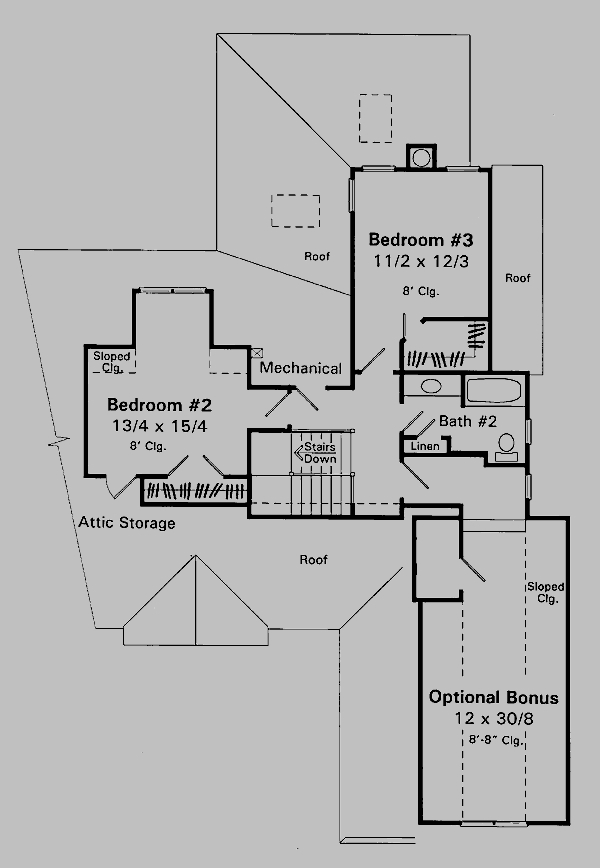 Roof
Bedroom #3
11/2 x 12/3
8' Clg.
Roof
Sloped
Clg.
Mechanical
Bedroom #2
13/4 x 15/4
8' Clg.
Bath #2
Linen
Stairs
Down
Attic Storage
Roof
Sloped
Clg.
Optional Bonus
12 x 30/8
8'-8" Clg.